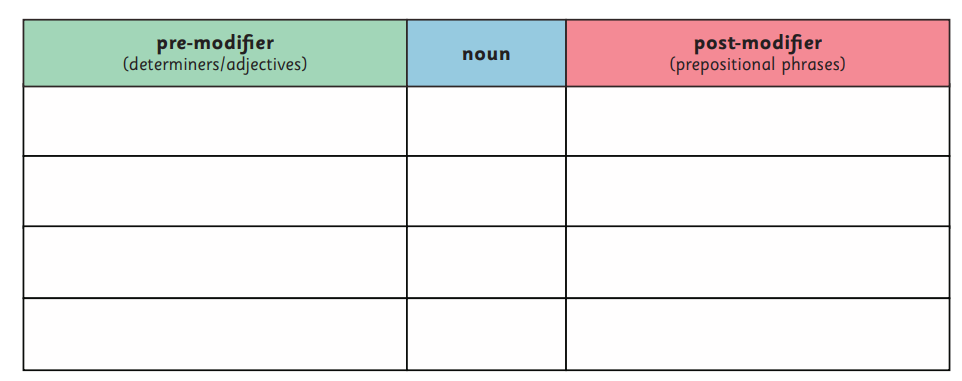 pre-modifier
(determiners/adjectives)
noun
post-modifier
(prepositional phrases)